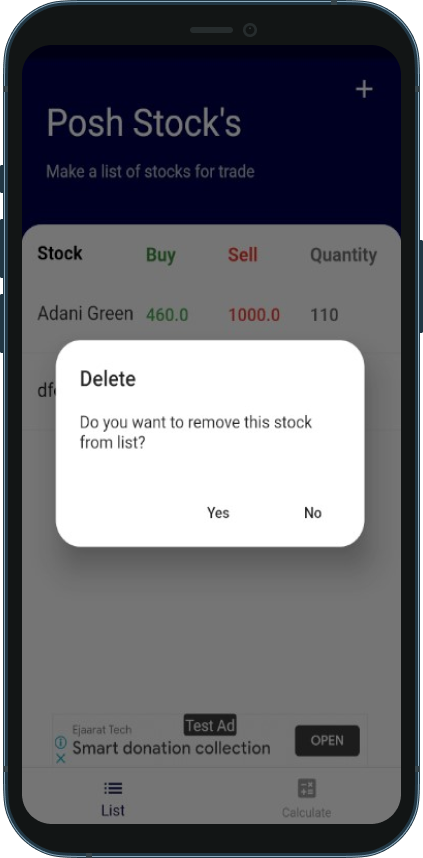 Posh Stock's
Make a list of stocks for trade
Stock Buy Sell Quantity
Adani Green 460.0 1000.0 110
Delete
Do you want to remove this stock
from list?
Yes No
Ejaarat Tech
Test Ad
Smart donation collection
OPEN
List Calculate